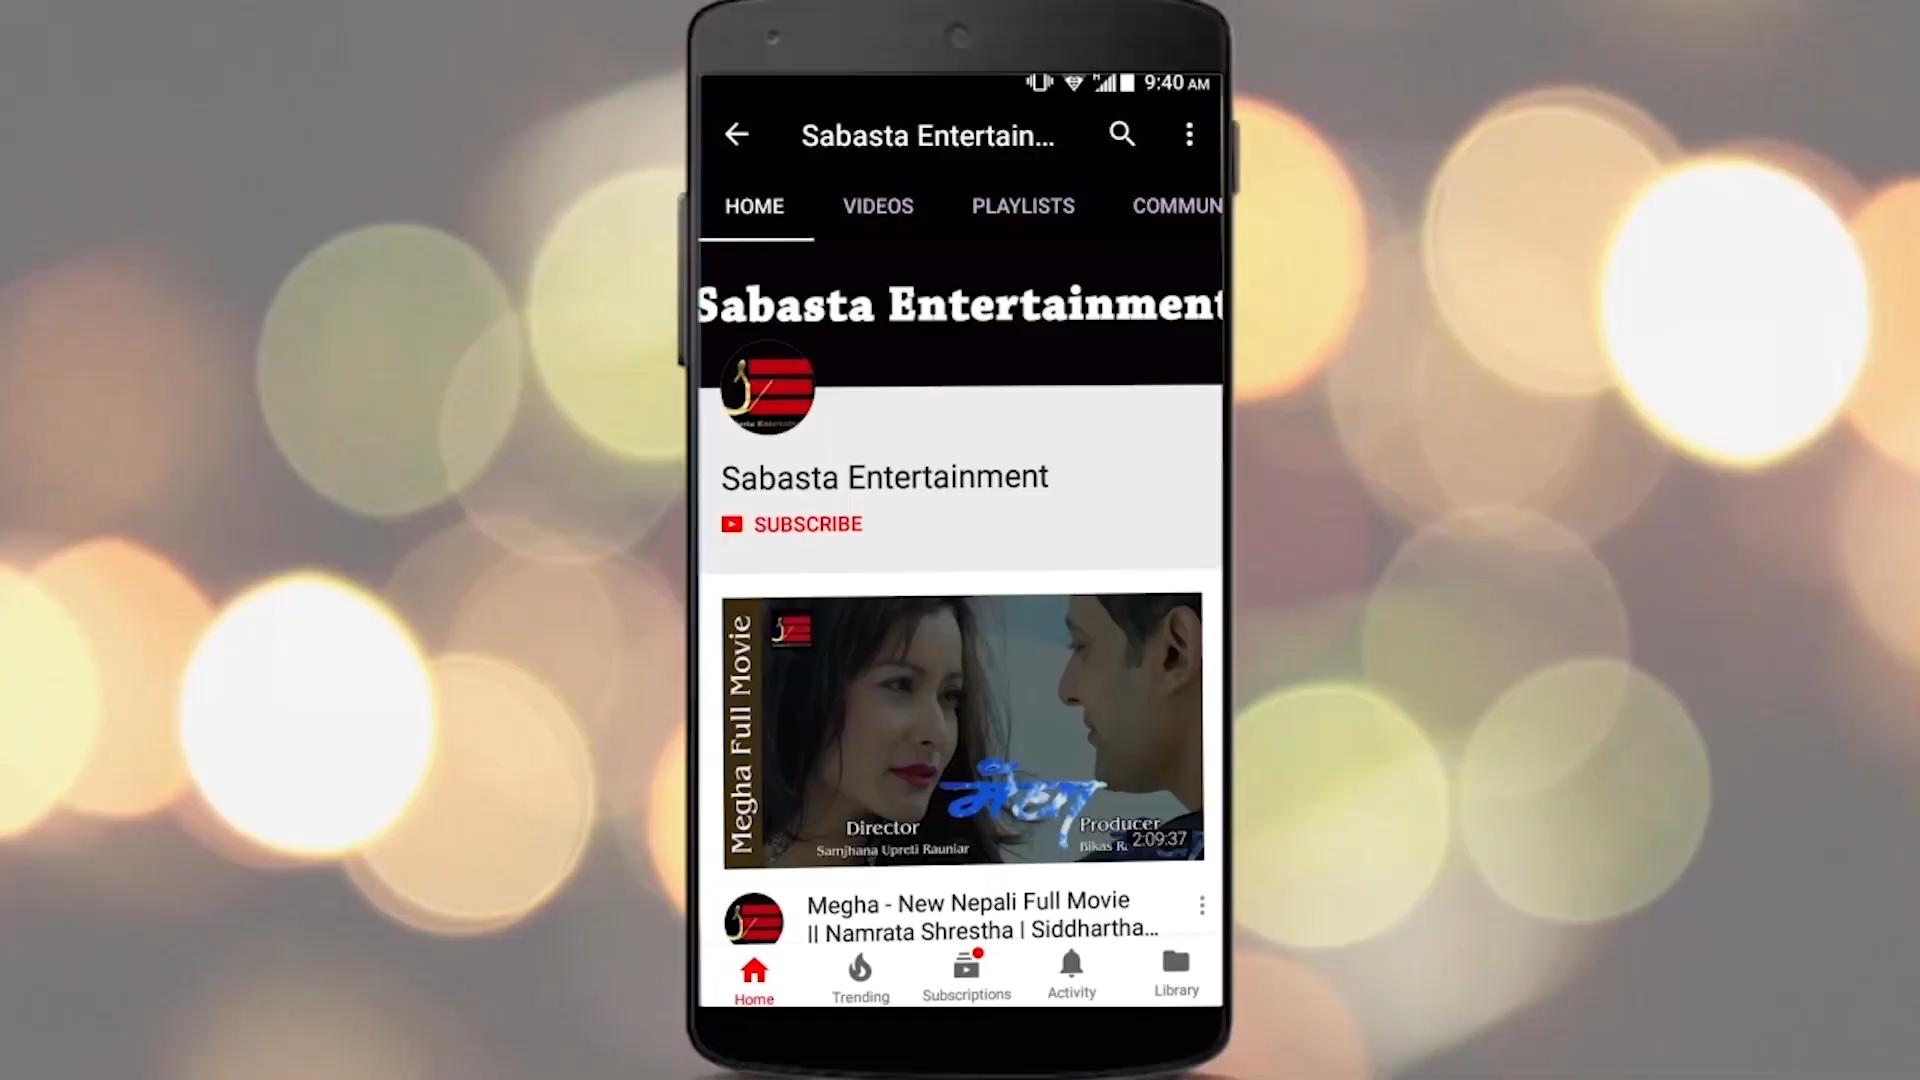 9:40 AM
Sabasta Entertain...
HOME VIDEOS PLAYLISTS COMMUN
Sabasta Entertainment
Sabasta Entertainment
SUBSCRIBE
Megha Full Movie
मेघा
Director
Samjhana Upreti Rauniar
Producer
Bikas R
2:09:37
Megha - New Nepali Full Movie
|| Namrata Shrestha | Siddhartha...
Home Trending Subscriptions Activity Library